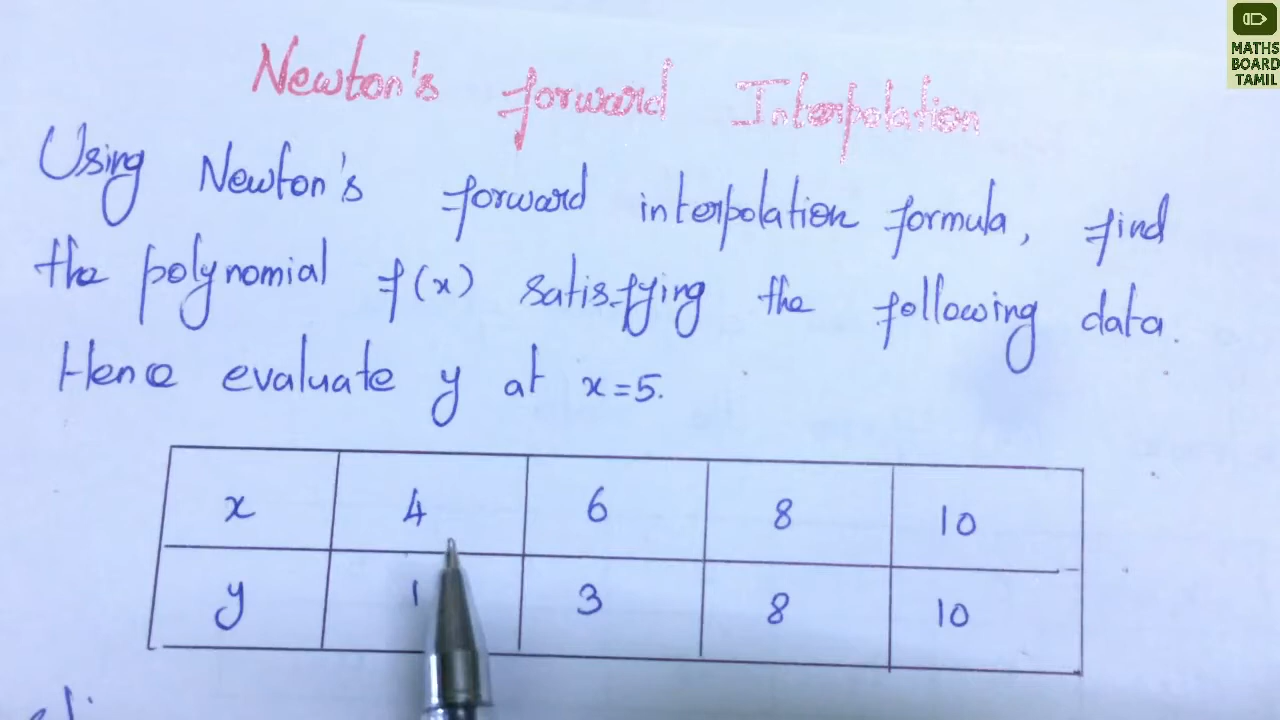 MATHS
BOARD
TAMIL
Newton's forward Interpolation
Using Newton's forward interpolation formula, find
the polynomial f(x) satisfying the following data.
Hence evaluate y at x=5.
x 4 6 8 10
y 1 3 8 10